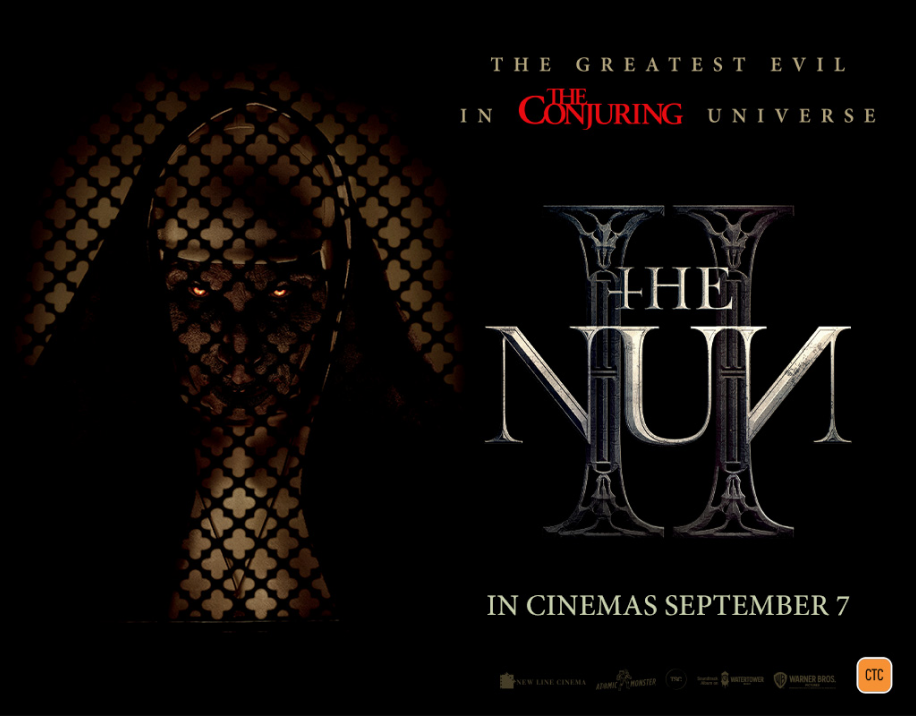 THE GREATEST EVIL
IN THE CONJURING UNIVERSE
II
THE
NUN
IN CINEMAS SEPTEMBER 7
NEW LINE CINEMA ATOMIC MONSTER WATERTOWER WARNER BROS.
CTC